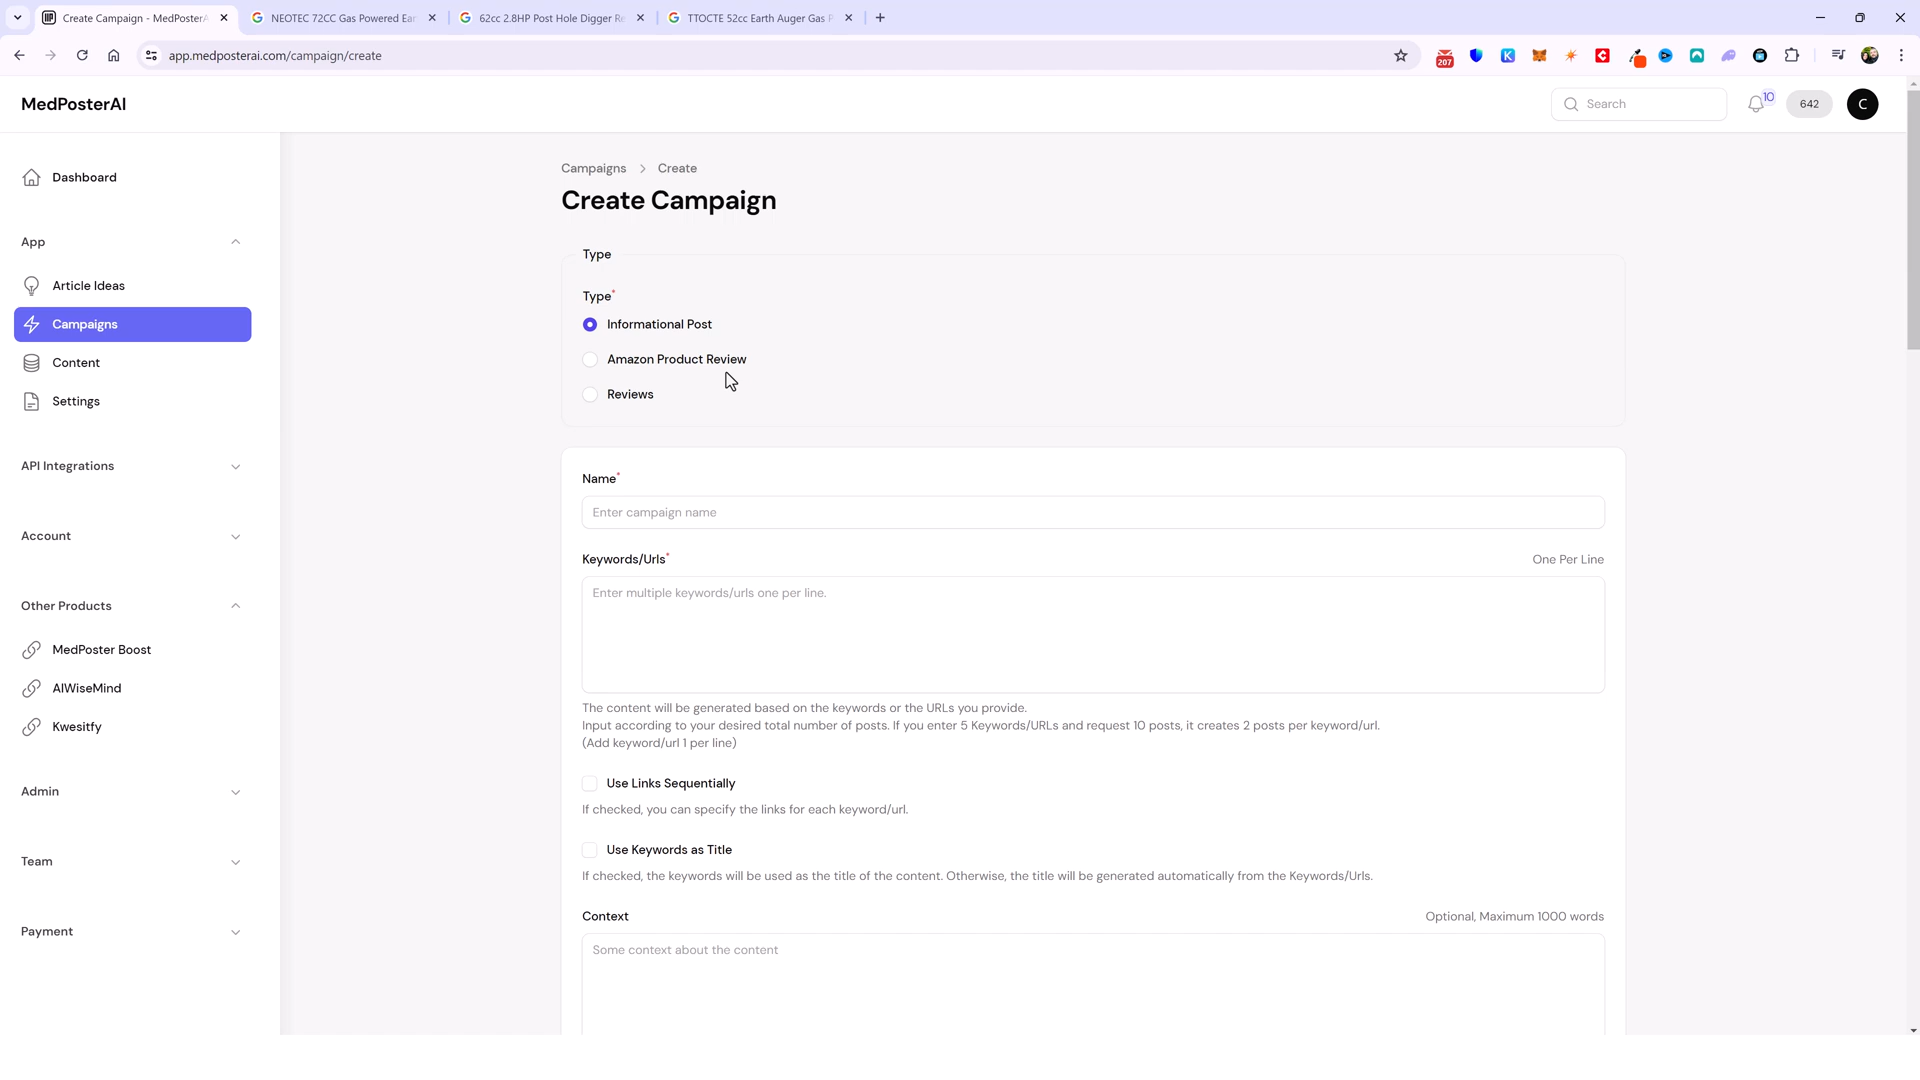 Create Campaign - MedPosterA
NEOTEC 72CC Gas Powered Ear
62cc 2.8HP Post Hole Digger Re
TTOCTE 52cc Earth Auger Gas P
app.medposterai.com/campaign/create
207
MedPosterAI
Search
10
642
C
Dashboard
App
Article Ideas
Campaigns
Content
Settings
API Integrations
Account
Other Products
MedPoster Boost
AIWiseMind
Kwesitfy
Admin
Team
Payment
Campaigns > Create
Create Campaign
Type
Type*
Informational Post
Amazon Product Review
Reviews
Name*
Enter campaign name
Keywords/Urls* One Per Line
Enter multiple keywords/urls one per line.
The content will be generated based on the keywords or the URLs you provide.
Input according to your desired total number of posts. If you enter 5 Keywords/URLs and request 10 posts, it creates 2 posts per keyword/url.
(Add keyword/url 1 per line)
Use Links Sequentially
If checked, you can specify the links for each keyword/url.
Use Keywords as Title
If checked, the keywords will be used as the title of the content. Otherwise, the title will be generated automatically from the Keywords/Urls.
Context Optional, Maximum 1000 words
Some context about the content